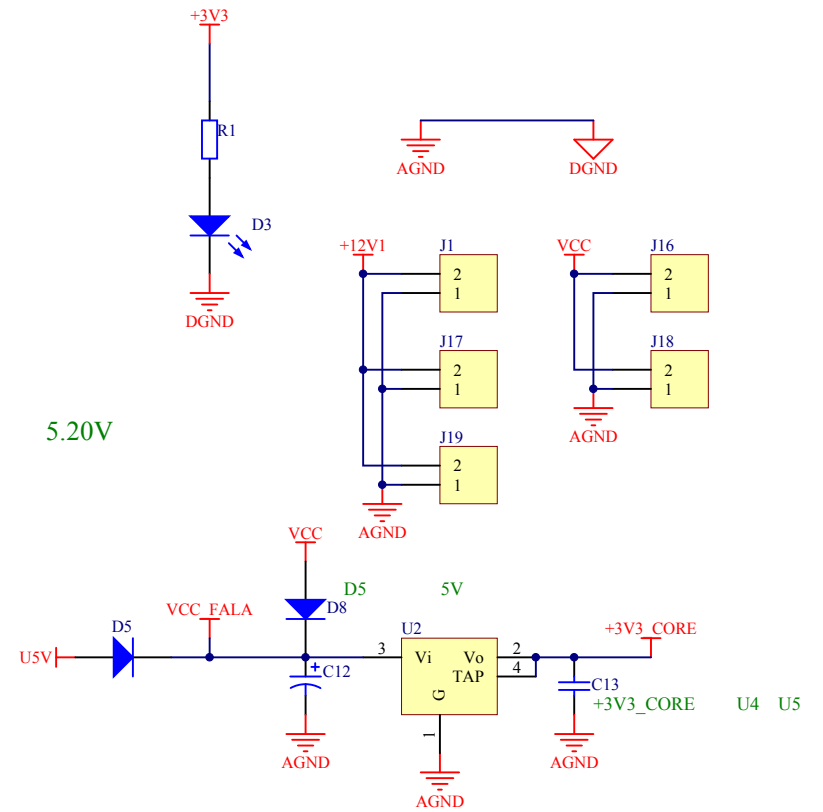 +3V3
R1
D3
DGND
AGND
DGND
+12V1
J1
2
1
J17
2
1
J19
2
1
AGND
VCC
J16
2
1
J18
2
1
AGND
5.20V
VCC
D5 5V
D8
VCC_FALA
D5
U5V
+
C12
AGND
U2
3
Vi
Vo
2
TAP
4
G
1
AGND
+3V3_CORE
C13
+3V3_CORE U4 U5
AGND